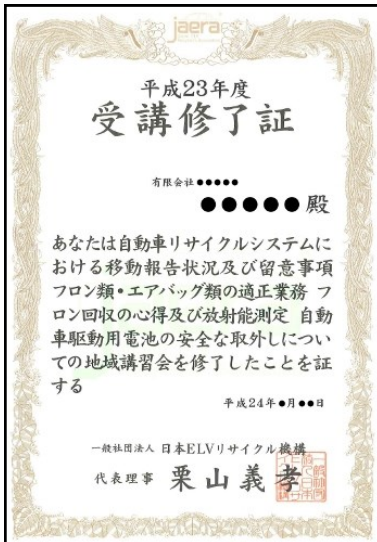 jaera
平成23年度
受講修了証
有限会社●●●●●
●●●●●殿
あなたは自動車リサイクルシステムに
おける移動報告状況及び留意事項
フロン類・エアバッグ類の適正業務 フ
ロン回収の心得及び放射能測定 自動
車駆動用電池の安全な取外しについ
ての地域講習会を修了したことを証
する
平成24年●月●●日
一般社団法人 日本ELVリサイクル機構
代表理事 栗山義孝